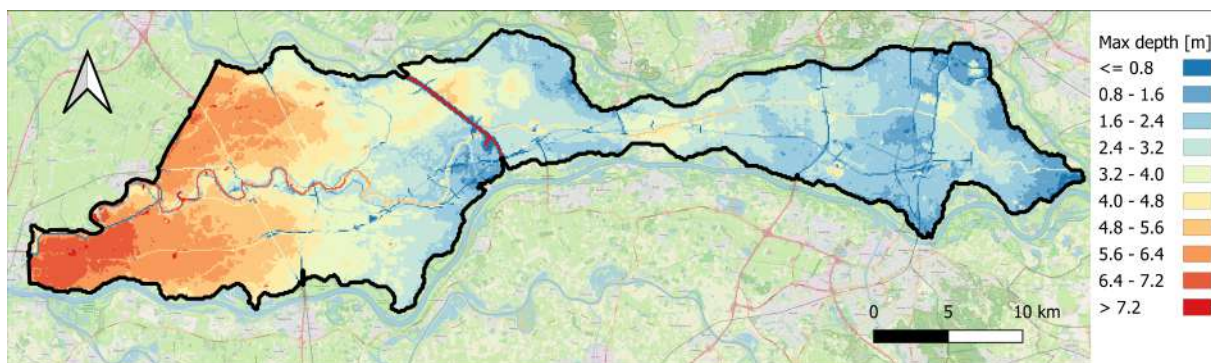 Max depth [m]
<= 0.8
0.8 - 1.6
1.6 - 2.4
2.4 - 3.2
3.2 - 4.0
4.0 - 4.8
4.8 - 5.6
5.6 - 6.4
6.4 - 7.2
> 7.2
0 5 10 km